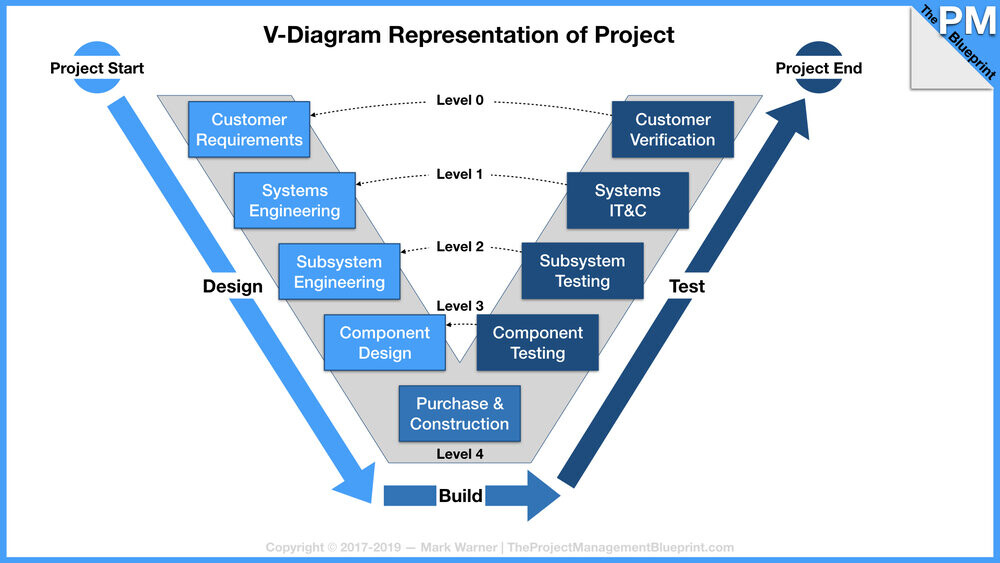 V-Diagram Representation of Project
The
PM
Blueprint
Project Start
Project End
Level 0
Customer
Requirements
Customer
Verification
Level 1
Systems
Engineering
Systems
IT&C
Level 2
Subsystem
Engineering
Subsystem
Testing
Design
Test
Level 3
Component
Design
Component
Testing
Purchase &
Construction
Level 4
Build
Copyright © 2017-2019 — Mark Warner | TheProjectManagementBlueprint.com